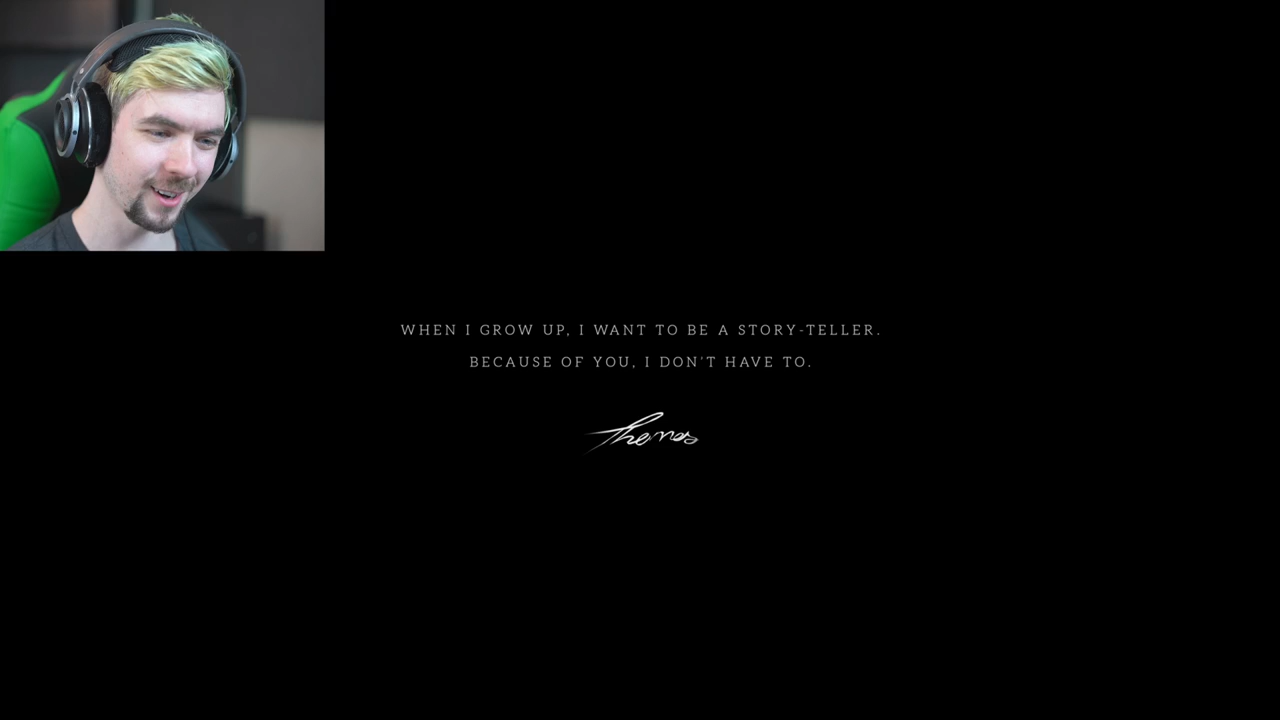 WHEN I GROW UP, I WANT TO BE A STORY-TELLER.
BECAUSE OF YOU, I DON'T HAVE TO.
Thomas